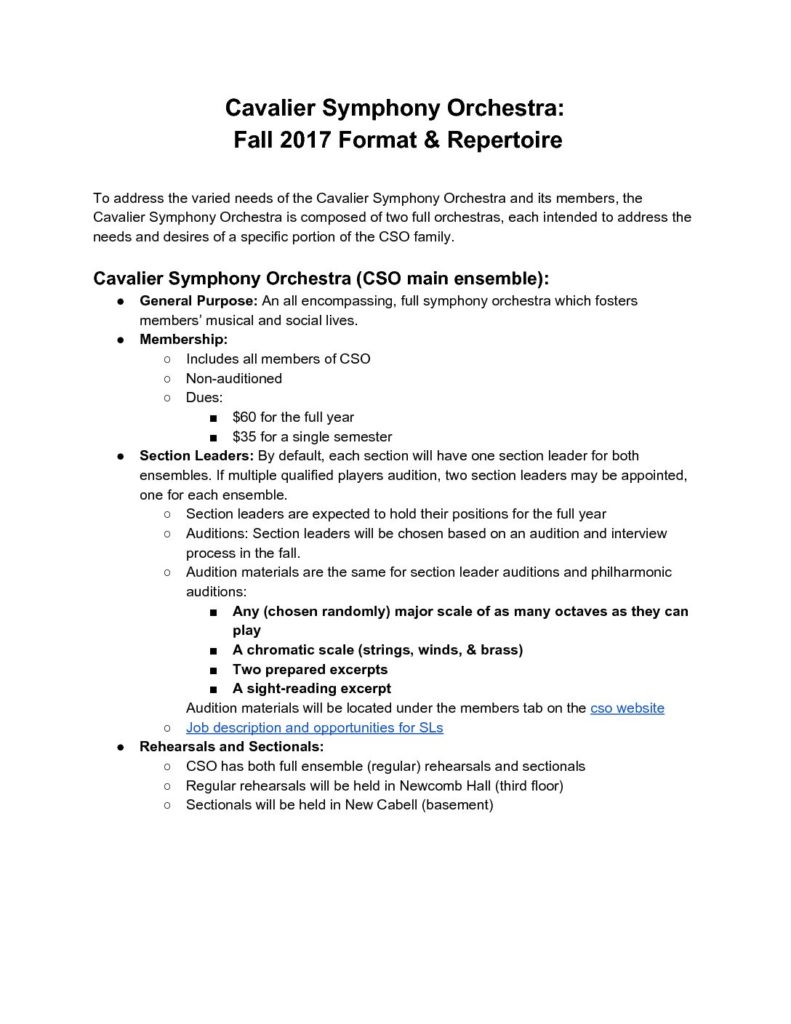 Cavalier Symphony Orchestra:
Fall 2017 Format & Repertoire
To address the varied needs of the Cavalier Symphony Orchestra and its members, the
Cavalier Symphony Orchestra is composed of two full orchestras, each intended to address the
needs and desires of a specific portion of the CSO family.
Cavalier Symphony Orchestra (CSO main ensemble):
● General Purpose: An all encompassing, full symphony orchestra which fosters
members' musical and social lives.
● Membership:
○ Includes all members of CSO
○ Non-auditioned
○ Dues:
■ $60 for the full year
■ $35 for a single semester
● Section Leaders: By default, each section will have one section leader for both
ensembles. If multiple qualified players audition, two section leaders may be appointed,
one for each ensemble.
○ Section leaders are expected to hold their positions for the full year
○ Auditions: Section leaders will be chosen based on an audition and interview
process in the fall.
○ Audition materials are the same for section leader auditions and philharmonic
auditions:
■ Any (chosen randomly) major scale of as many octaves as they can
play
■ A chromatic scale (strings, winds, & brass)
■ Two prepared excerpts
■ A sight-reading excerpt
Audition materials will be located under the members tab on the cso website
○ Job description and opportunities for SLs
● Rehearsals and Sectionals:
○ CSO has both full ensemble (regular) rehearsals and sectionals
○ Regular rehearsals will be held in Newcomb Hall (third floor)
○ Sectionals will be held in New Cabell (basement)